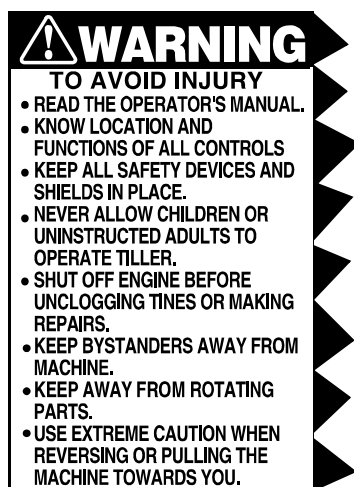 WARNING
TO AVOID INJURY
• READ THE OPERATOR'S MANUAL.
• KNOW LOCATION AND
FUNCTIONS OF ALL CONTROLS
• KEEP ALL SAFETY DEVICES AND
SHIELDS IN PLACE.
• NEVER ALLOW CHILDREN OR
UNINSTRUCTED ADULTS TO
OPERATE TILLER.
• SHUT OFF ENGINE BEFORE
UNCLOGGING TINES OR MAKING
REPAIRS.
• KEEP BYSTANDERS AWAY FROM
MACHINE.
• KEEP AWAY FROM ROTATING
PARTS.
• USE EXTREME CAUTION WHEN
REVERSING OR PULLING THE
MACHINE TOWARDS YOU.